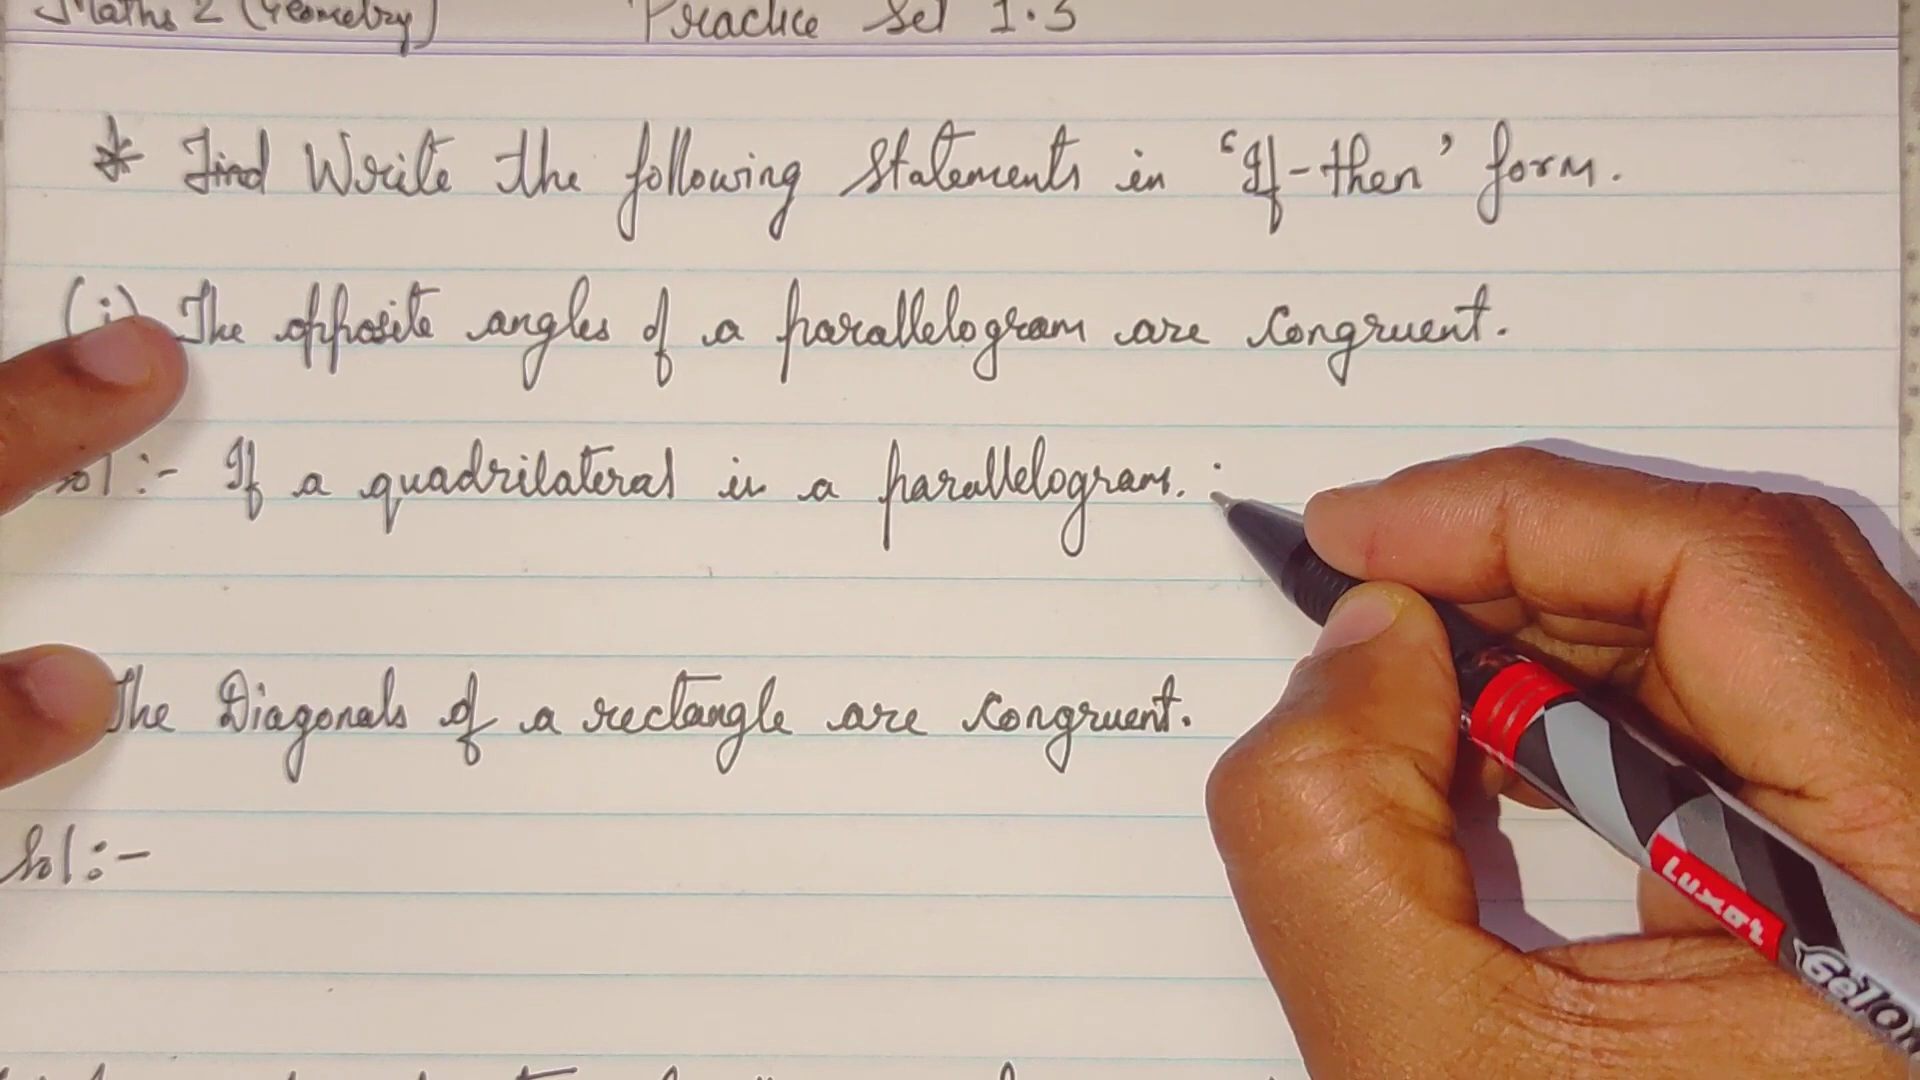 Maths 2 (Geometry) Practice Set 1.3
* Find Write the following Statements in ‘If-then’ form.
(i) The opposite angles of a parallelogram are congruent.
Sol:- If a quadrilateral is a parallelogram.
The Diagonals of a rectangle are congruent.
Sol:-
Luxor
Gel